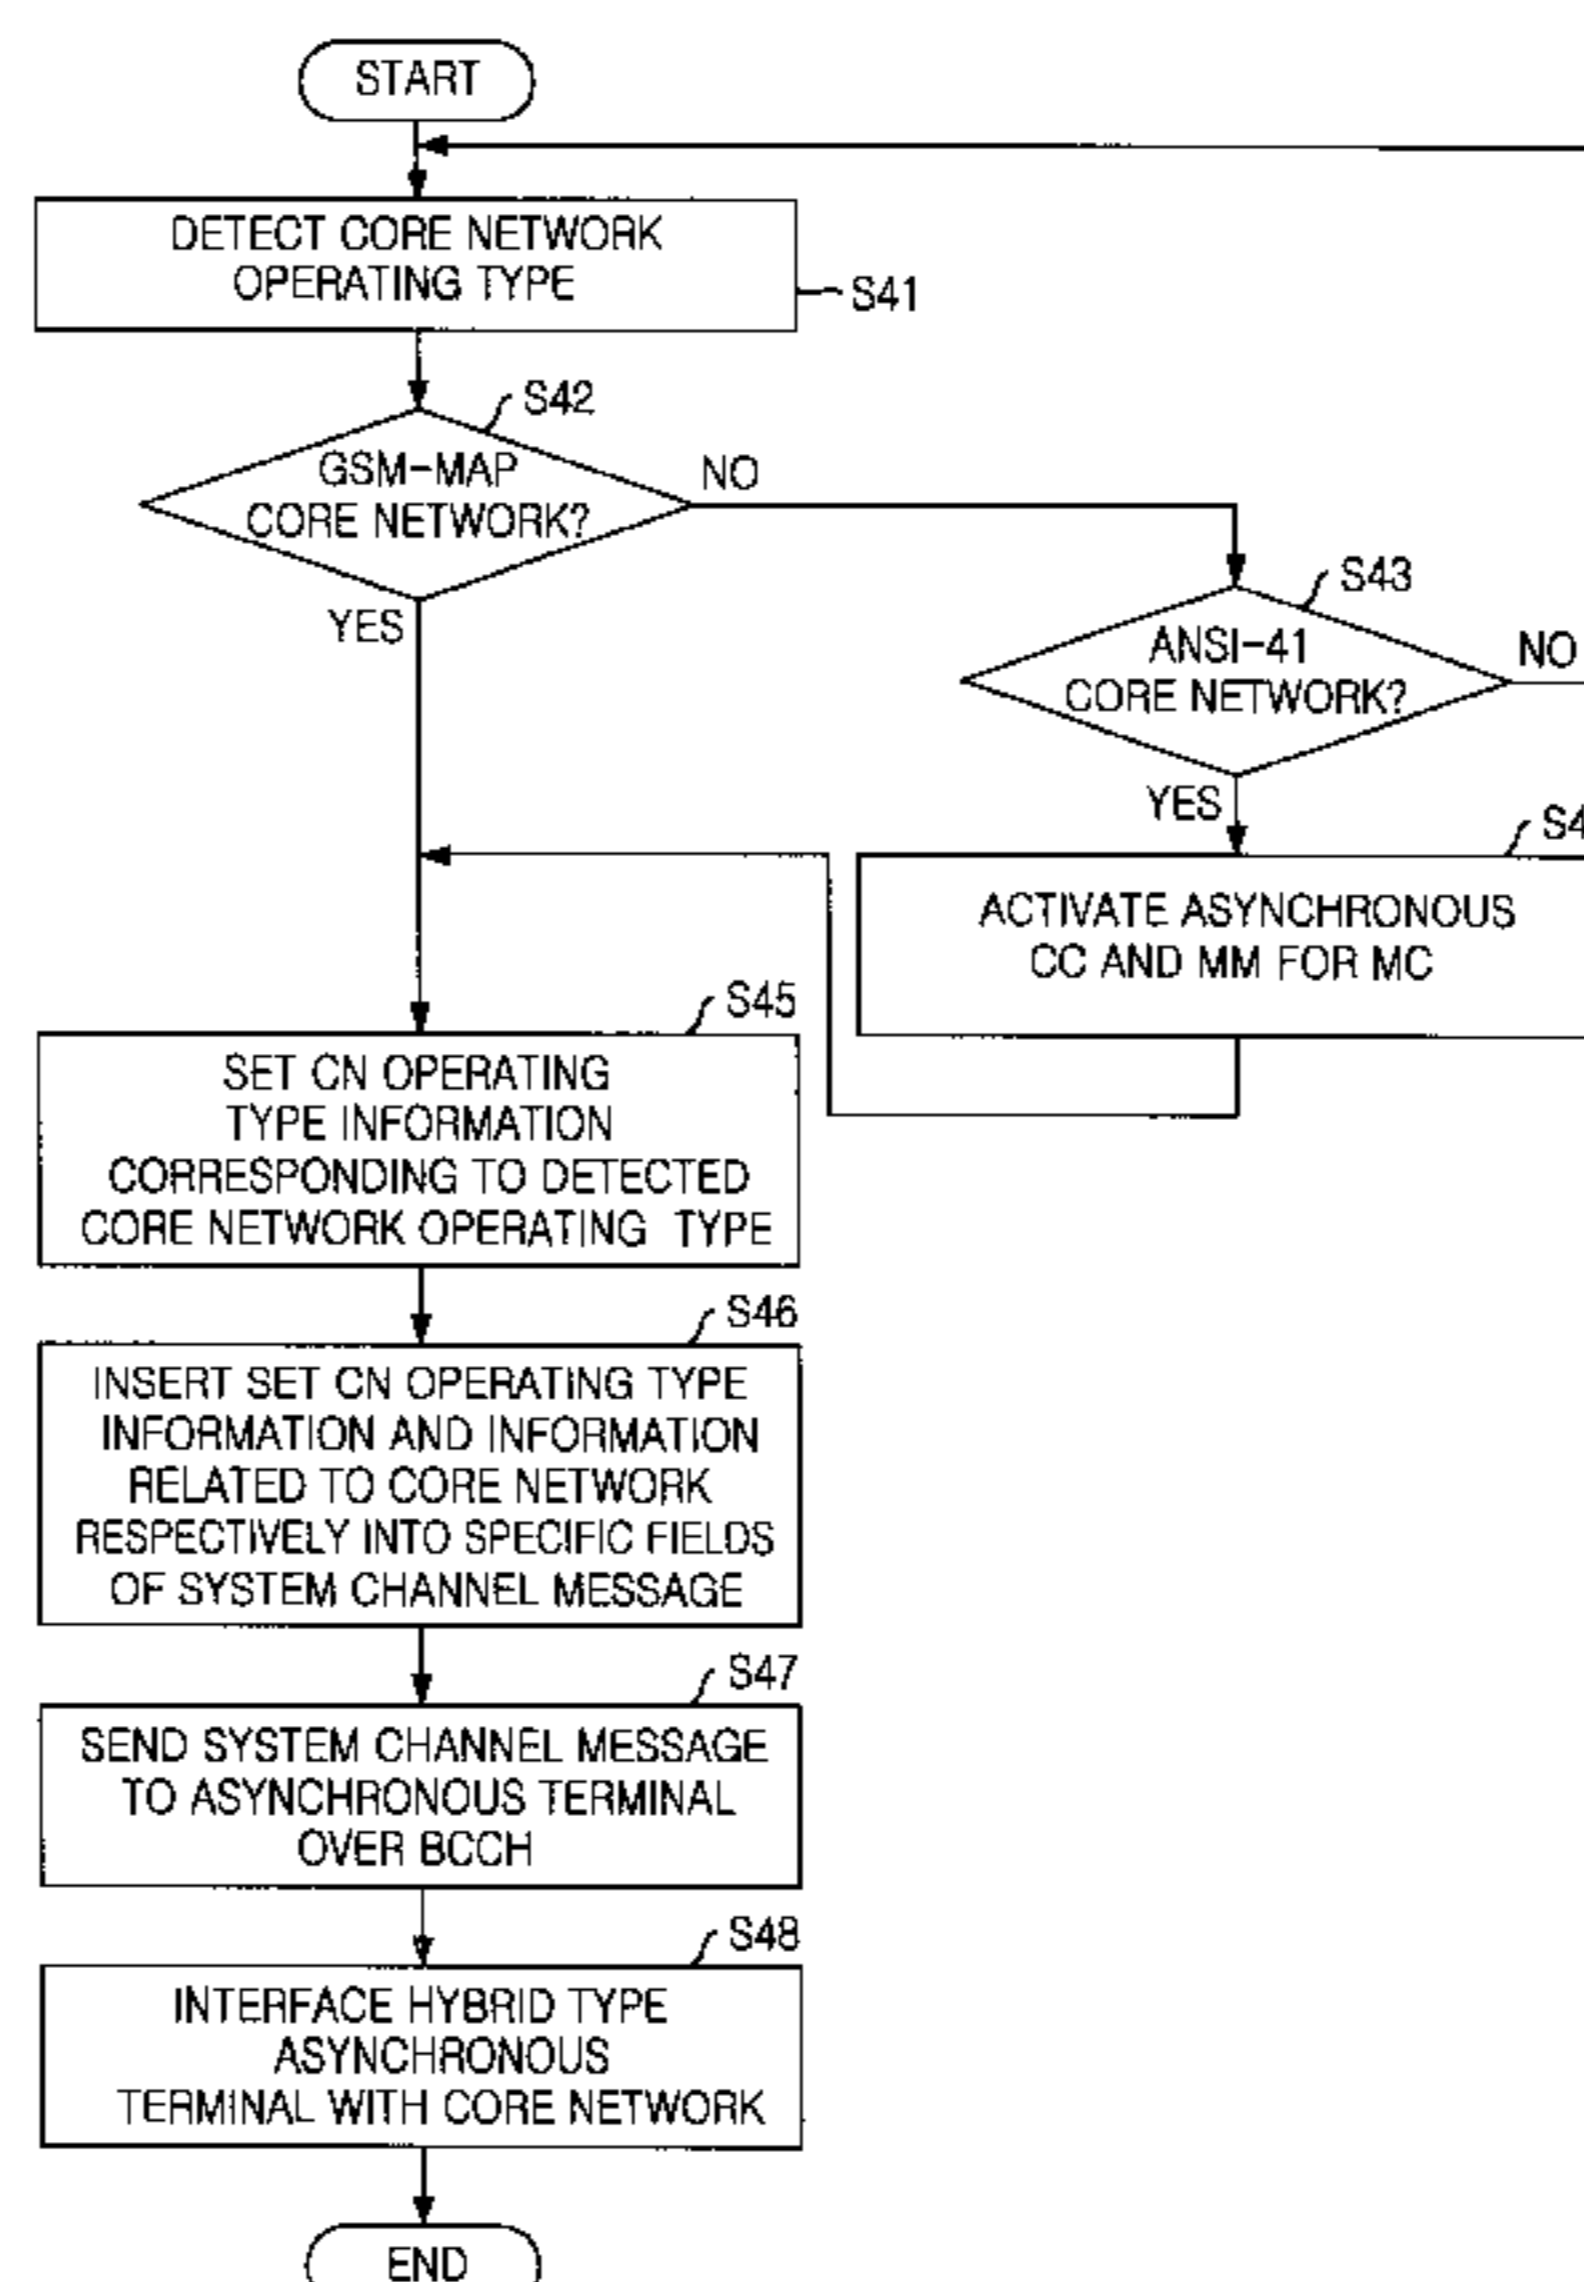 START
DETECT CORE NETWORK
OPERATING TYPE
S41
S42
GSM-MAP
CORE NETWORK?
NO
YES
S43
ANSI-41
CORE NETWORK?
NO
YES
ACTIVATE ASYNCHRONOUS
CC AND MM FOR MC
S45
SET CN OPERATING
TYPE INFORMATION
CORRESPONDING TO DETECTED
CORE NETWORK OPERATING TYPE
S46
INSERT SET CN OPERATING TYPE
INFORMATION AND INFORMATION
RELATED TO CORE NETWORK
RESPECTIVELY INTO SPECIFIC FIELDS
OF SYSTEM CHANNEL MESSAGE
S47
SEND SYSTEM CHANNEL MESSAGE
TO ASYNCHRONOUS TERMINAL
OVER BCCH
S48
INTERFACE HYBRID TYPE
ASYNCHRONOUS
TERMINAL WITH CORE NETWORK
END